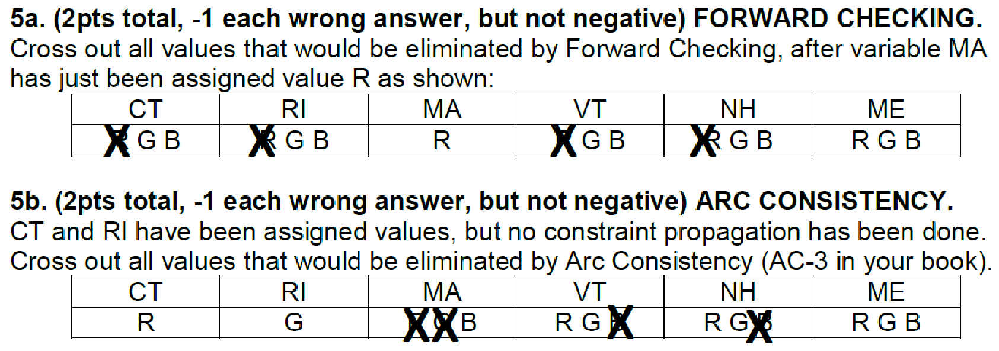 5a. (2pts total, -1 each wrong answer, but not negative) FORWARD CHECKING.
Cross out all values that would be eliminated by Forward Checking, after variable MA
has just been assigned value R as shown:
CT RI MA VT NH ME
X G B X R G B R X G B X R G B R G B
5b. (2pts total, -1 each wrong answer, but not negative) ARC CONSISTENCY.
CT and RI have been assigned values, but no constraint propagation has been done.
Cross out all values that would be eliminated by Arc Consistency (AC-3 in your book).
CT RI MA VT NH ME
R G X X B R G X R G X R G B